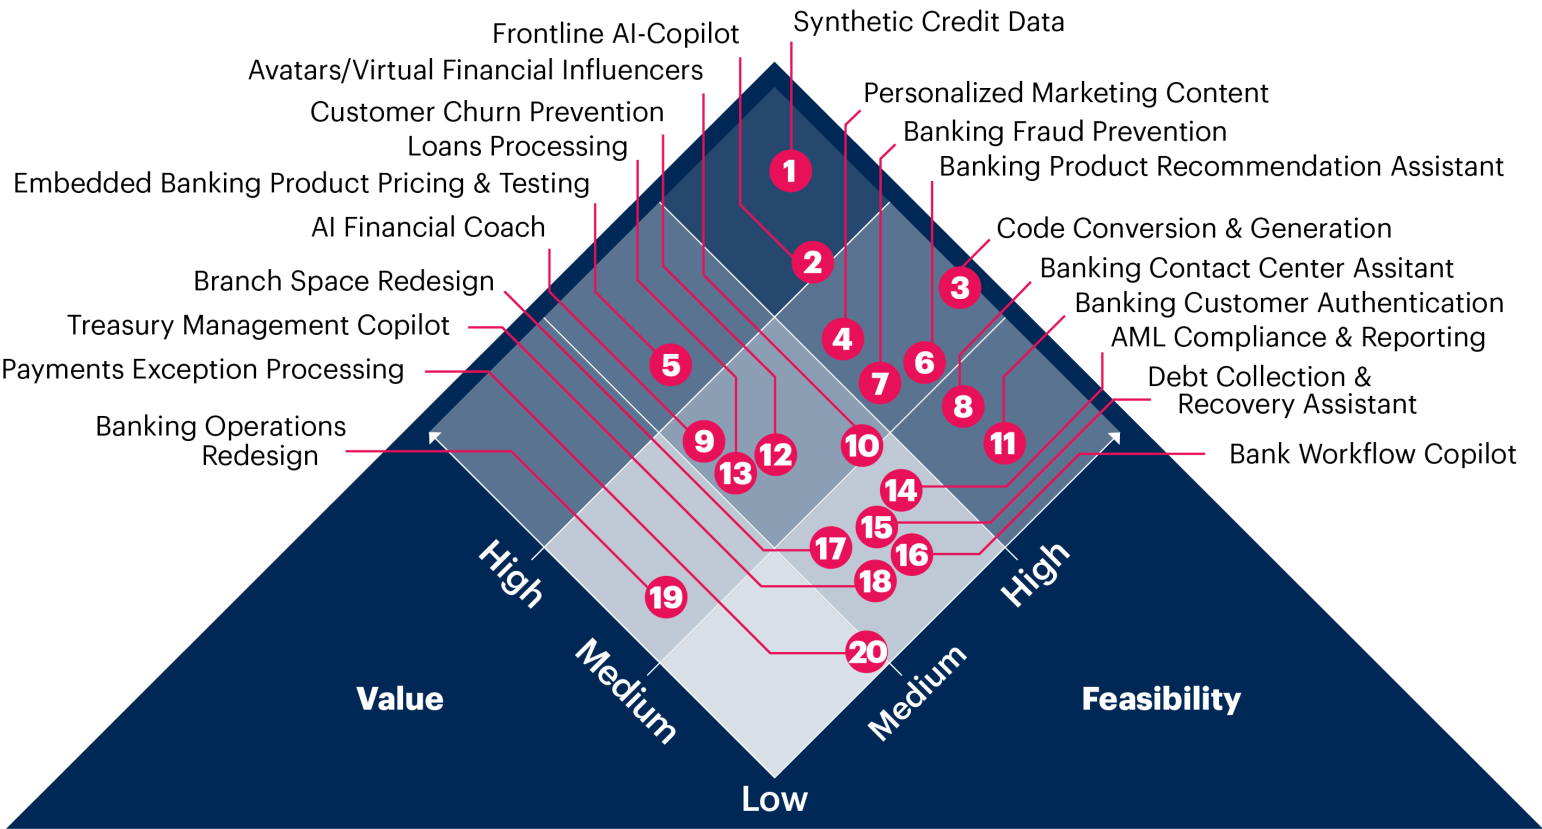 Synthetic Credit Data
Frontline AI-Copilot
Avatars/Virtual Financial Influencers
Personalized Marketing Content
Customer Churn Prevention
Banking Fraud Prevention
Loans Processing
Banking Product Recommendation Assistant
Embedded Banking Product Pricing & Testing
AI Financial Coach
Code Conversion & Generation
Branch Space Redesign
Banking Contact Center Assitant
Treasury Management Copilot
Banking Customer Authentication
AML Compliance & Reporting
Payments Exception Processing
Debt Collection &
Recovery Assistant
Banking Operations
Redesign
Bank Workflow Copilot
1
2
3
4
5
6
7
8
9
10
11
12
13
14
15
16
17
18
19
20
High
Medium
High
Medium
Value
Feasibility
Low